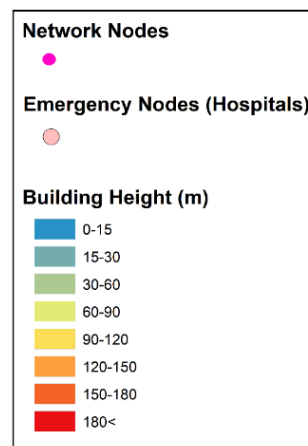 Network Nodes
Emergency Nodes (Hospitals)
Building Height (m)
0-15
15-30
30-60
60-90
90-120
120-150
150-180
180<